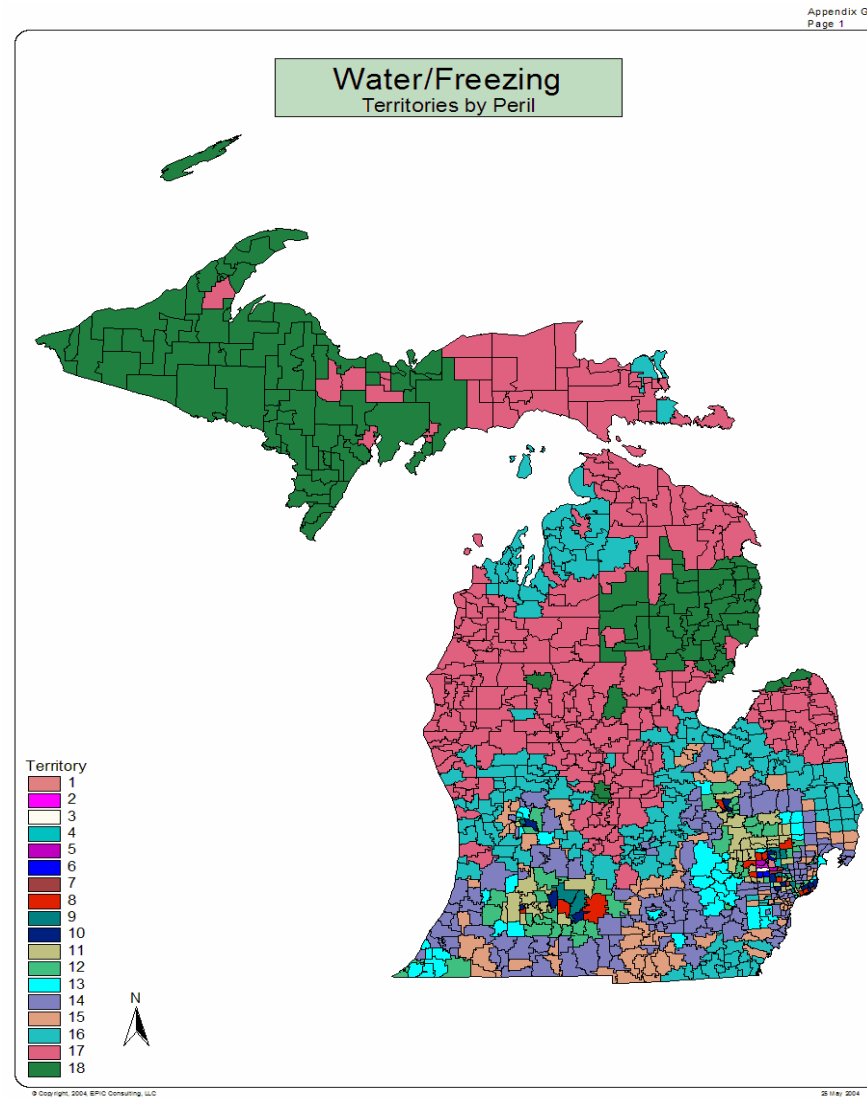 Appendix G
Page 1
Water/Freezing
Territories by Peril
Territory
1
2
3
4
5
6
7
8
9
10
11
12
13
14
15
16
17
18
N
© Copyright, 2004, EPIC Consulting, LLC
25 May 2004